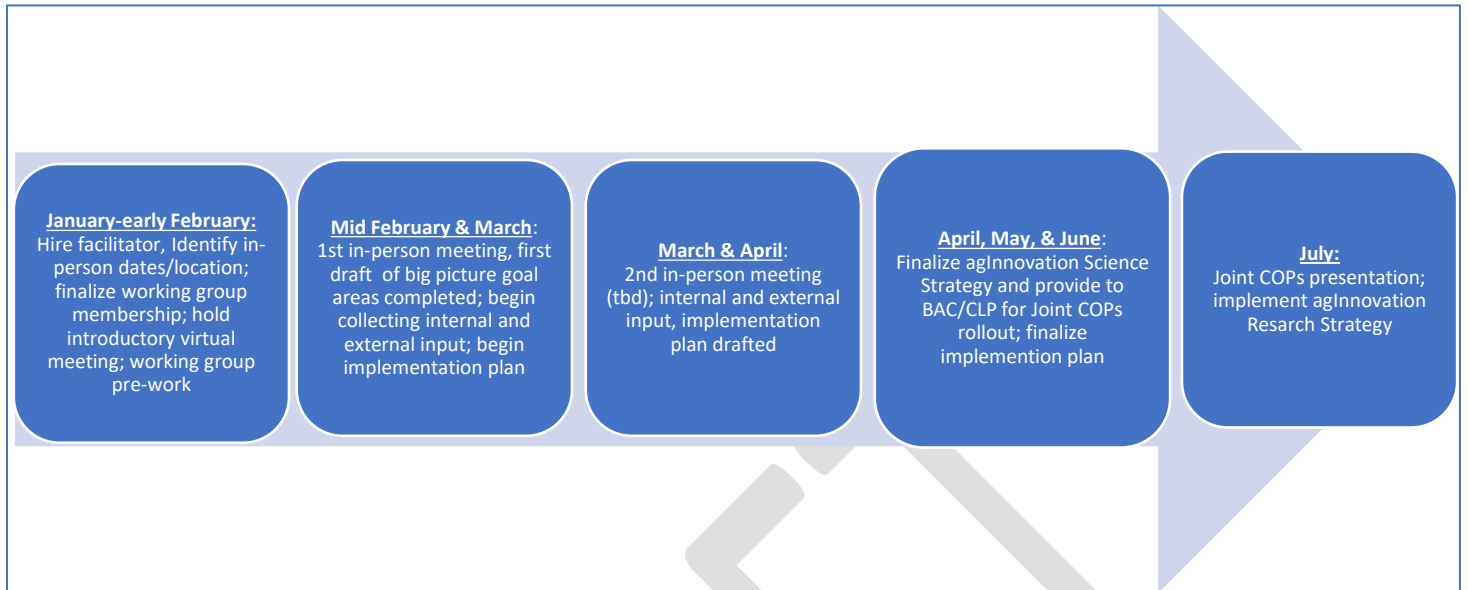 January-early February:
Hire facilitator, Identify in-
person dates/location;
finalize working group
membership; hold
introductory virtual
meeting; working group
pre-work
Mid February & March:
1st in-person meeting, first
draft of big picture goal
areas completed; begin
collecting internal and
external input; begin
implementation plan
March & April:
2nd in-person meeting
(tbd); internal and external
input, implementation
plan drafted
April, May, & June:
Finalize agInnovation Science
Strategy and provide to
BAC/CLP for Joint COPs
rollout; finalize
implemention plan
July:
Joint COPs presentation;
implement agInnovation
Resarch Strategy